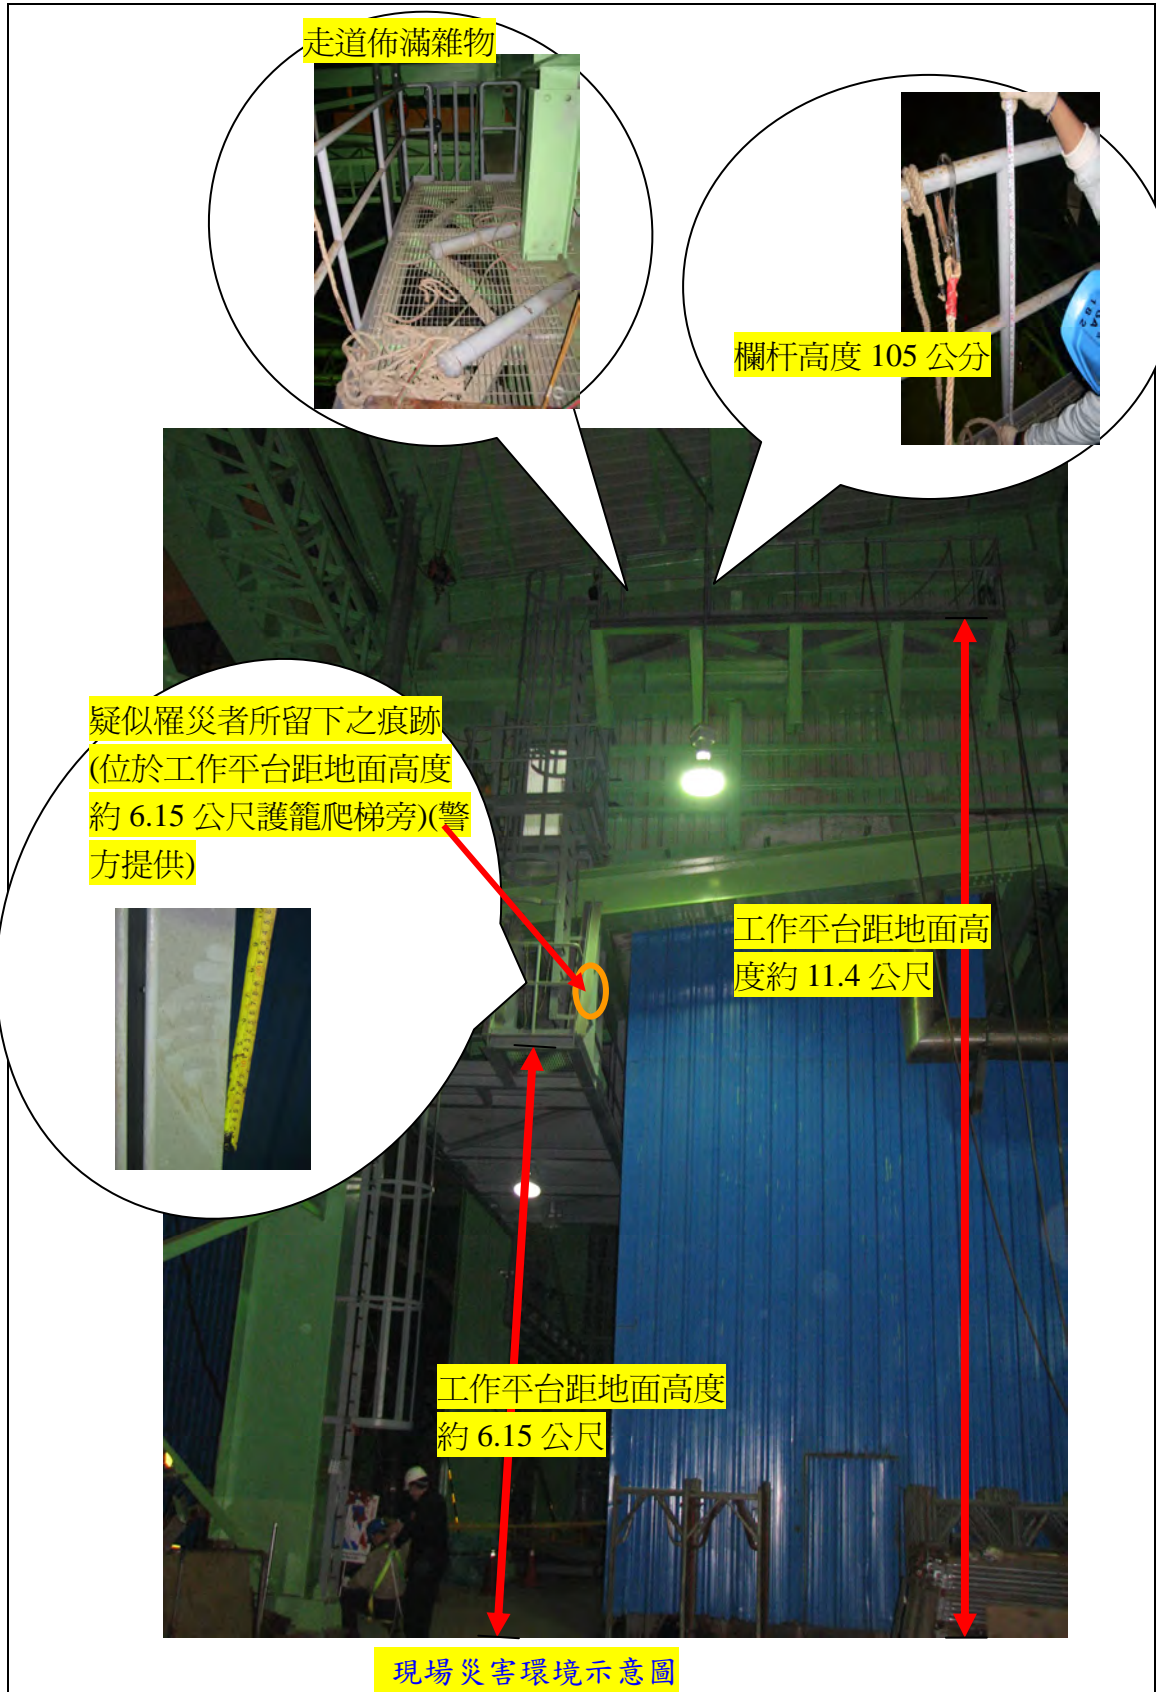 走道佈滿雜物
欄杆高度 105 公分
疑似罹災者所留下之痕跡
(位於工作平台距地面高度
約 6.15 公尺護籠爬梯旁)(警
方提供)
工作平台距地面高
度約 11.4 公尺
工作平台距地面高度
約 6.15 公尺
現場災害環境示意圖